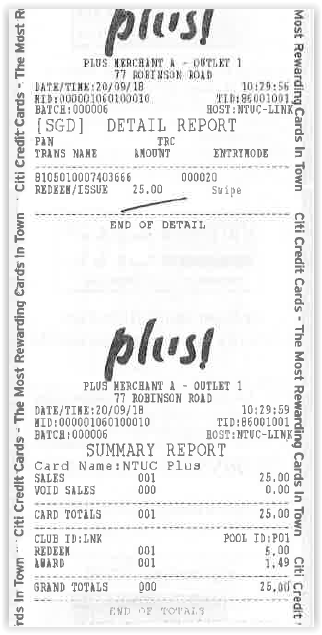 plus!
PLUS MERCHANT A - OUTLET 1
77 ROBINSON ROAD
DATE/TIME:20/09/18 10:29:56
MID:000001060100010 TID:86001001
BATCH:000006 HOST:NTUC-LINK
[SGD] DETAIL REPORT
PAN TRC
TRANS NAME AMOUNT ENTRYMODE
8105010007403666 000020
REDEEM/ISSUE 25.00 Swipe
END OF DETAIL
plus!
PLUS MERCHANT A - OUTLET 1
77 ROBINSON ROAD
DATE/TIME:20/09/18 10:29:59
MID:000001060100010 TID:86001001
BATCH:000006 HOST:NTUC-LINK
SUMMARY REPORT
Card Name:NTUC Plus
SALES 001 25.00
VOID SALES 000 0.00
CARD TOTALS 001 25.00
CLUB ID:LNK POOL ID:P01
REDEEM 001 5.00
AWARD 001 1.49
GRAND TOTALS 000 25.00
END OF TOTALS
rds In Town · Citi Credit Cards - The Most Rewarding Cards In Town · Citi Credit Cards - The Most R
Most Rewarding Cards In Town · Citi Credit Cards - The Most Rewarding Cards In Town · Citi Credit